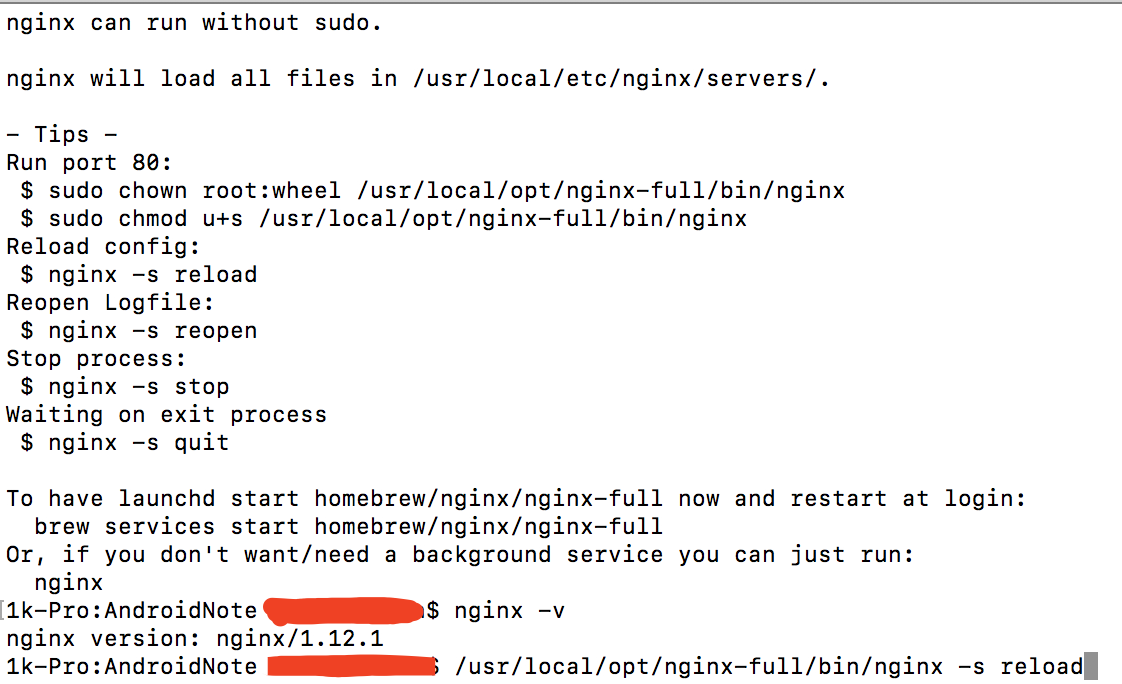 nginx can run without sudo.
nginx will load all files in /usr/local/etc/nginx/servers/.
– Tips –
Run port 80:
$ sudo chown root:wheel /usr/local/opt/nginx-full/bin/nginx
$ sudo chmod u+s /usr/local/opt/nginx-full/bin/nginx
Reload config:
$ nginx -s reload
Reopen Logfile:
$ nginx -s reopen
Stop process:
$ nginx -s stop
Waiting on exit process
$ nginx -s quit
To have launchd start homebrew/nginx/nginx-full now and restart at login:
brew services start homebrew/nginx/nginx-full
Or, if you don't want/need a background service you can just run:
nginx
[1k-Pro:AndroidNote $ nginx -v
nginx version: nginx/1.12.1
1k-Pro:AndroidNote $ /usr/local/opt/nginx-full/bin/nginx -s reload